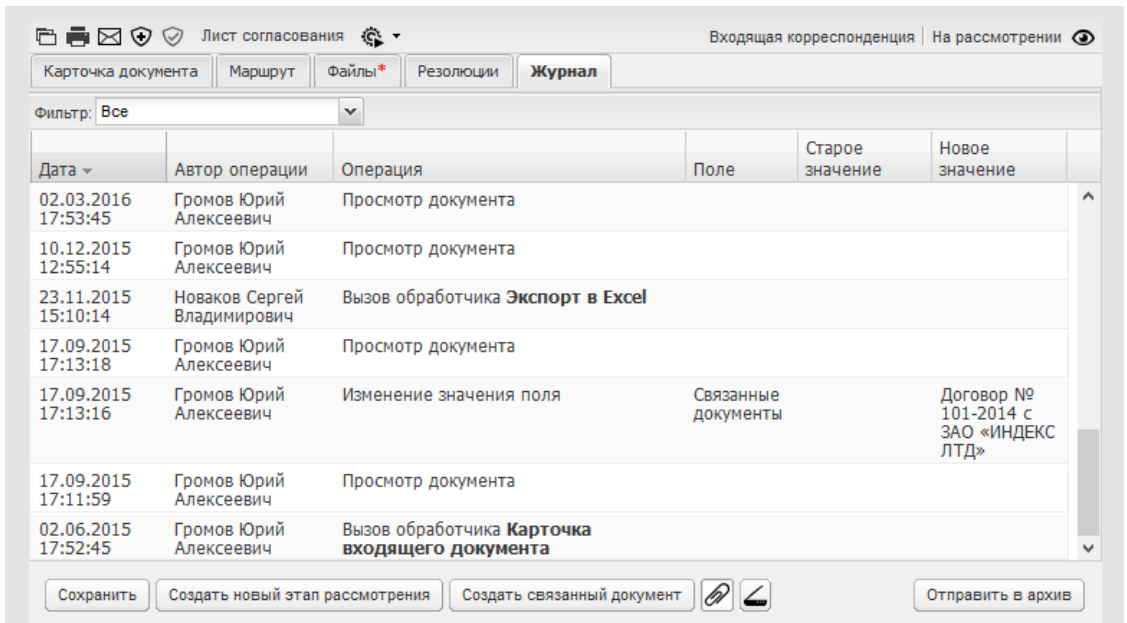 Лист согласования
Входящая корреспонденция | На рассмотрении
Карточка документа Маршрут Файлы* Резолюции Журнал
Фильтр: Все
Дата Автор операции Операция Поле Старое значение Новое значение
02.03.2016 Громов Юрий Просмотр документа
17:53:45 Алексеевич
10.12.2015 Громов Юрий Просмотр документа
12:55:14 Алексеевич
23.11.2015 Новаков Сергей Вызов обработчика Экспорт в Excel
15:10:14 Владимирович
17.09.2015 Громов Юрий Просмотр документа
17:13:18 Алексеевич
17.09.2015 Громов Юрий Изменение значения поля Связанные Договор №
17:13:16 Алексеевич документы 101-2014 с
ЗАО «ИНДЕКС
ЛТД»
17.09.2015 Громов Юрий Просмотр документа
17:11:59 Алексеевич
02.06.2015 Громов Юрий Вызов обработчика Карточка
17:52:45 Алексеевич входящего документа
Сохранить Создать новый этап рассмотрения Создать связанный документ Отправить в архив